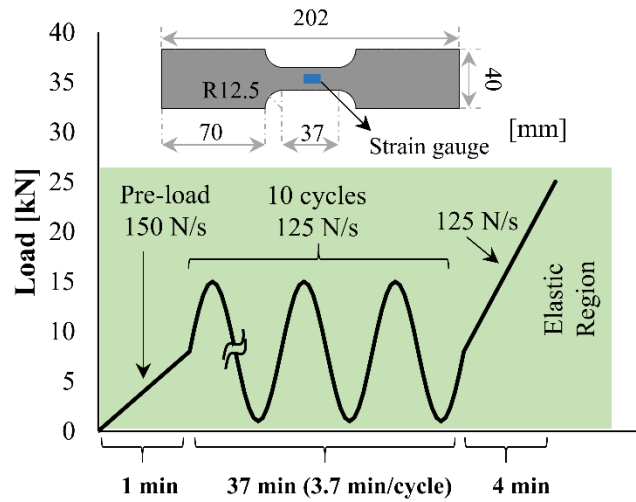 202
R12.5
40
70
37
Strain gauge
[mm]
Load [kN]
40
35
30
25
20
15
10
5
0
Pre-load
150 N/s
10 cycles
125 N/s
125 N/s
Elastic
Region
1 min
37 min (3.7 min/cycle)
4 min